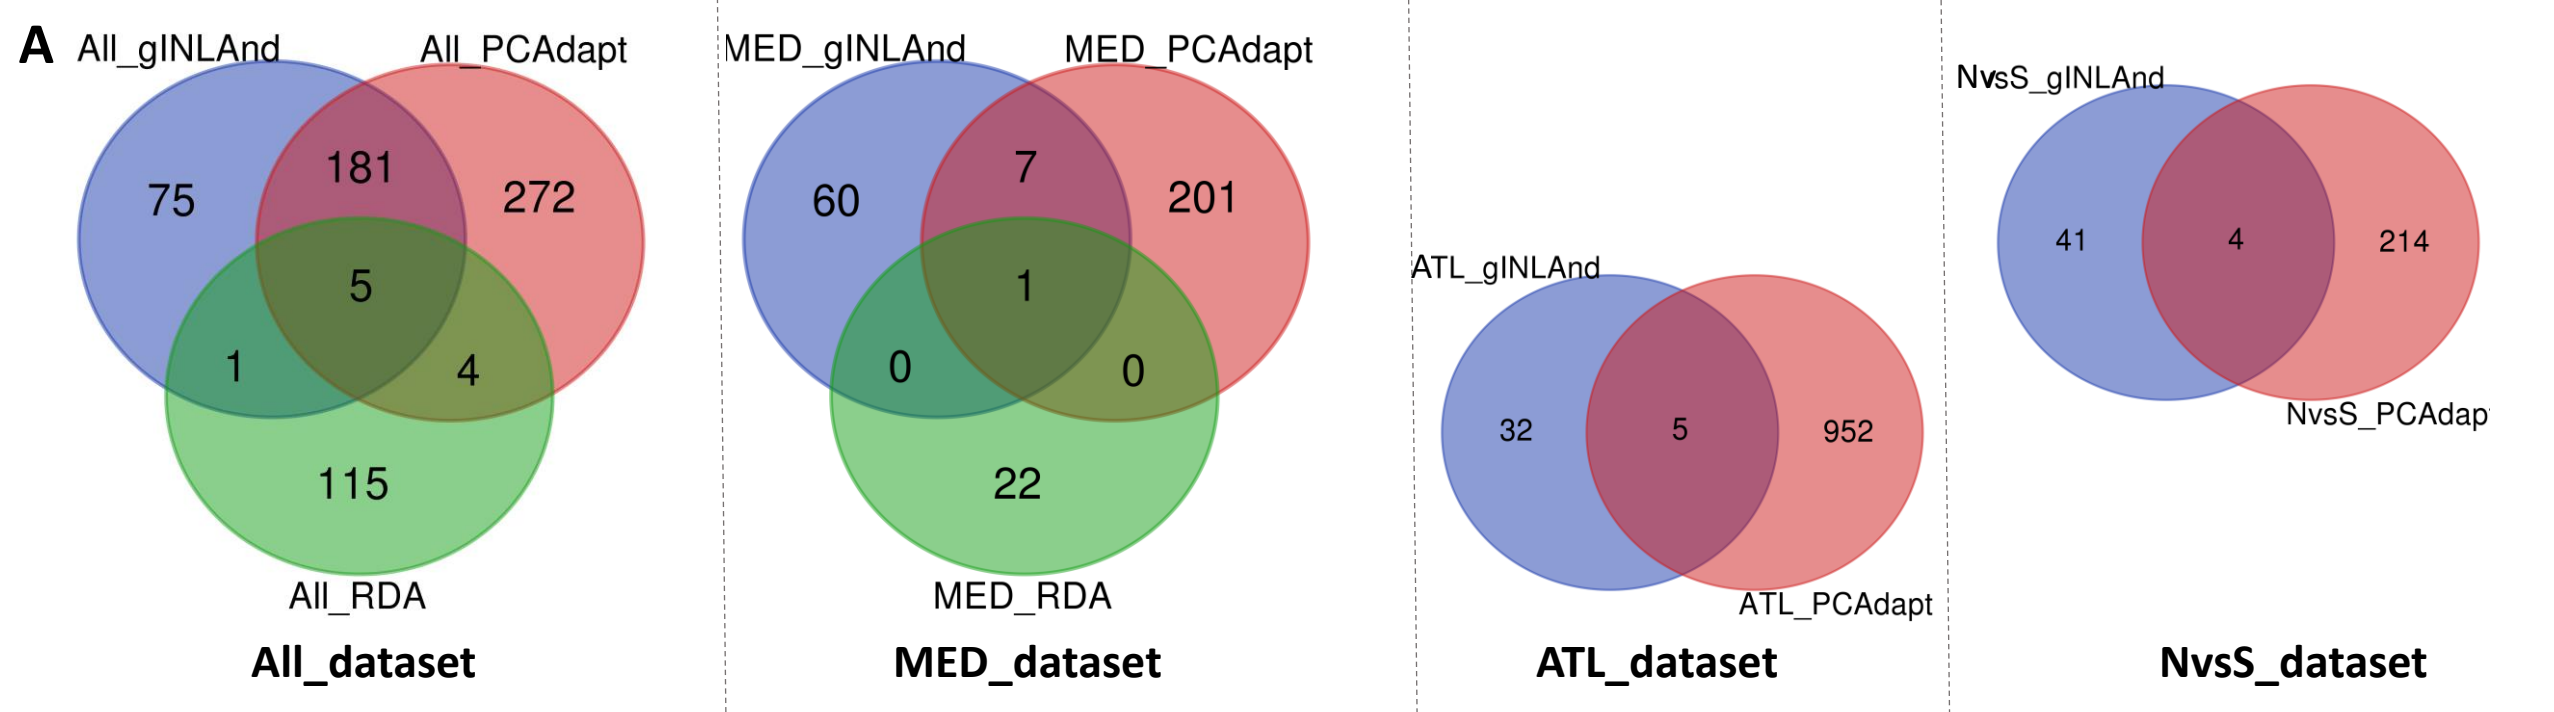 A
All_gINLAnd
All_PCAdapt
75
181
272
5
1
4
115
All_RDA
All_dataset
MED_gINLAnd
MED_PCAdapt
60
7
201
1
0
0
22
MED_RDA
MED_dataset
ATL_gINLAnd
32
5
952
ATL_PCAdapt
ATL_dataset
NvsS_gINLAnd
41
4
214
NvsS_PCAdap
NvsS_dataset